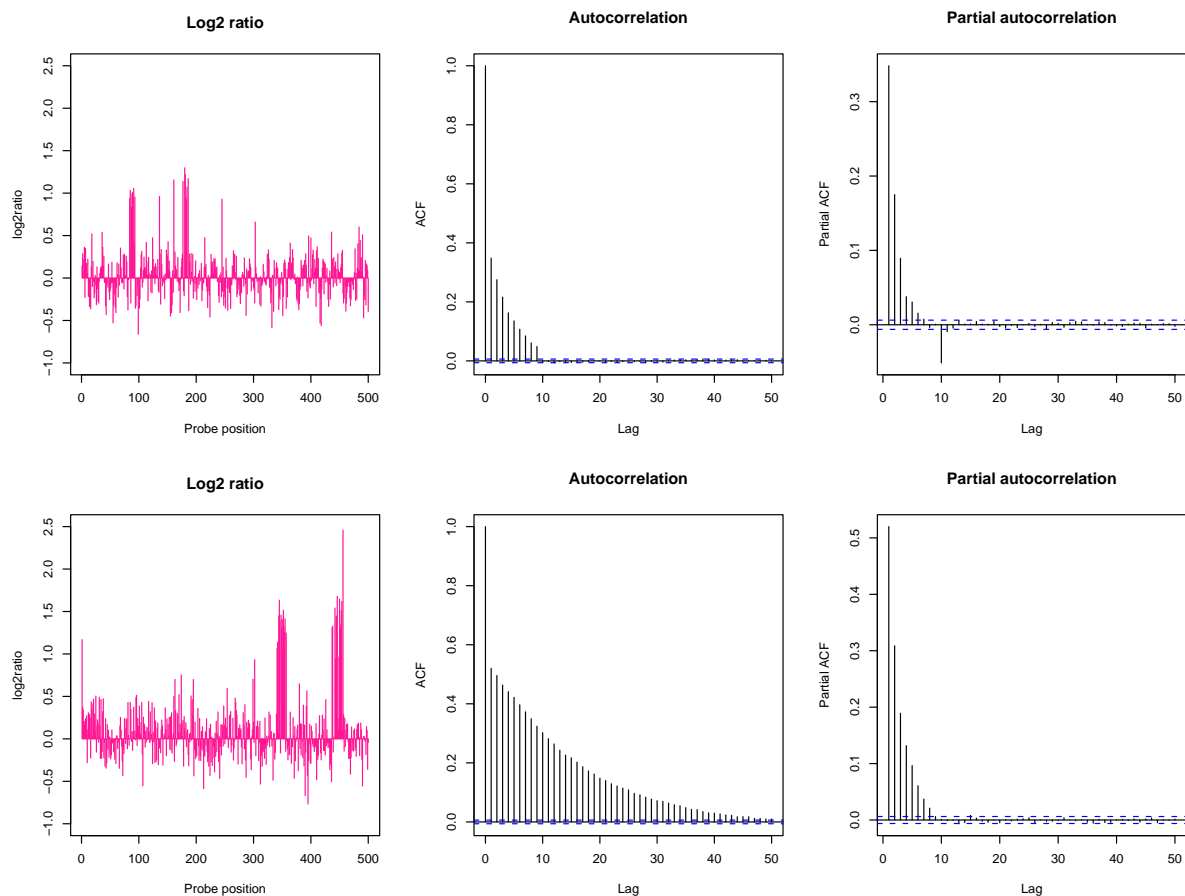 Log2 ratio
log2ratio
2.5
2.0
1.5
1.0
0.5
0.0
−0.5
−1.0
0 100 200 300 400 500
Probe position
Autocorrelation
ACF
1.0
0.8
0.6
0.4
0.2
0.0
0 10 20 30 40 50
Lag
Partial autocorrelation
Partial ACF
0.3
0.2
0.1
0.0
0 10 20 30 40 50
Lag
Log2 ratio
log2ratio
2.5
2.0
1.5
1.0
0.5
0.0
−0.5
−1.0
0 100 200 300 400 500
Probe position
Autocorrelation
ACF
1.0
0.8
0.6
0.4
0.2
0.0
0 10 20 30 40 50
Lag
Partial autocorrelation
Partial ACF
0.5
0.4
0.3
0.2
0.1
0.0
0 10 20 30 40 50
Lag